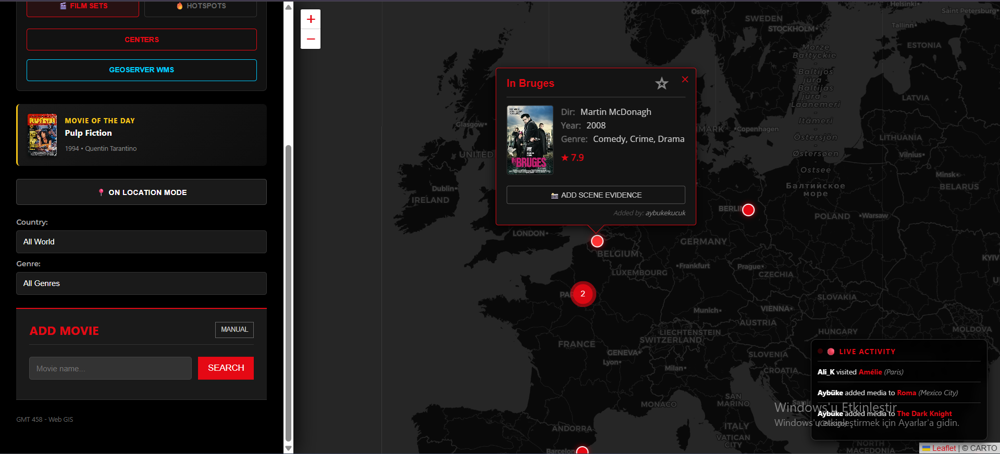 FILM SETS
HOTSPOTS
CENTERS
GEOSERVER WMS
PULP FICTION
MOVIE OF THE DAY
Pulp Fiction
1994 • Quentin Tarantino
ON LOCATION MODE
Country:
All World
Genre:
All Genres
ADD MOVIE
MANUAL
Movie name...
SEARCH
GMT 458 - Web GIS
+
−
In Bruges
Dir: Martin McDonagh
Year: 2008
Genre: Comedy, Crime, Drama
★ 7.9
BRUGES
ADD SCENE EVIDENCE
Added by: aybukekucuk
Oslo
SWEDEN
STOCKHOLM
Helsinki
Saint Petersburg
Tallinn
ESTONIA
Morze
Bałtyckie
-
Baltijos
jūra -
Baltijas
jūra -
Läänemeri
-
Itämeri
-
Östersjön
-
Østersøen
-
Ostsee
-
Балтийское
море
LATVIA
LITHUANIA
Vilnius
Minsk
BELARUS
Glasgow
UNITED
MARK
Copenhagen
Dublin
IRELAND
BERLIN
POLAND
Warsaw
LONDON
GERMANY
BELGIUM
KYIV
LUXEMBOURG
Frankfurt
Prague
CZECHIA
PA
2
SLOVAKIA
Munich
VIENNA
AUSTRIA
LIECHTENSTEIN
SWITZERLAND
HUNGARY
MOLDOVA
FRANCE
GENEVA
Lyon
SLOVENIA
Milan
CROATIA
SAN
MARINO
MONACO
ANDORRA
ITALY
VATICAN
CITY
Barcelon
NORTH
MACEDONIA
LIVE ACTIVITY
Ali_K visited Amélie (Paris)
Aybüke added media to Roma (Mexico City)
Aybüke added media to The Dark Knight
(Chicago)
Windows'u Etkinleştir
Windows'u etkinleştirmek için Ayarlar'a gidin.
Leaflet | © CARTO